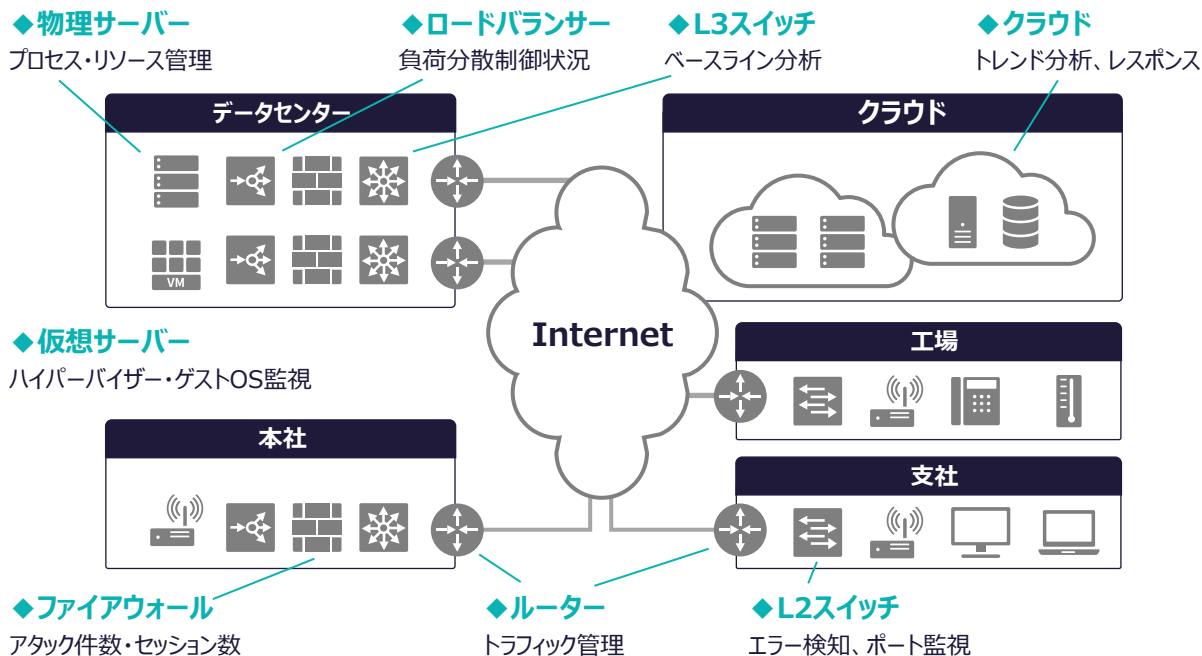 ◆物理サーバー
プロセス・リソース管理
◆ロードバランサー
負荷分散制御状況
◆L3スイッチ
ベースライン分析
◆クラウド
トレンド分析、レスポンス
データセンター
クラウド
VM
Internet
◆仮想サーバー
ハイパーバイザー・ゲストOS監視
工場
本社
支社
◆ファイアウォール
アタック件数・セッション数
◆ルーター
トラフィック管理
◆L2スイッチ
エラー検知、ポート監視